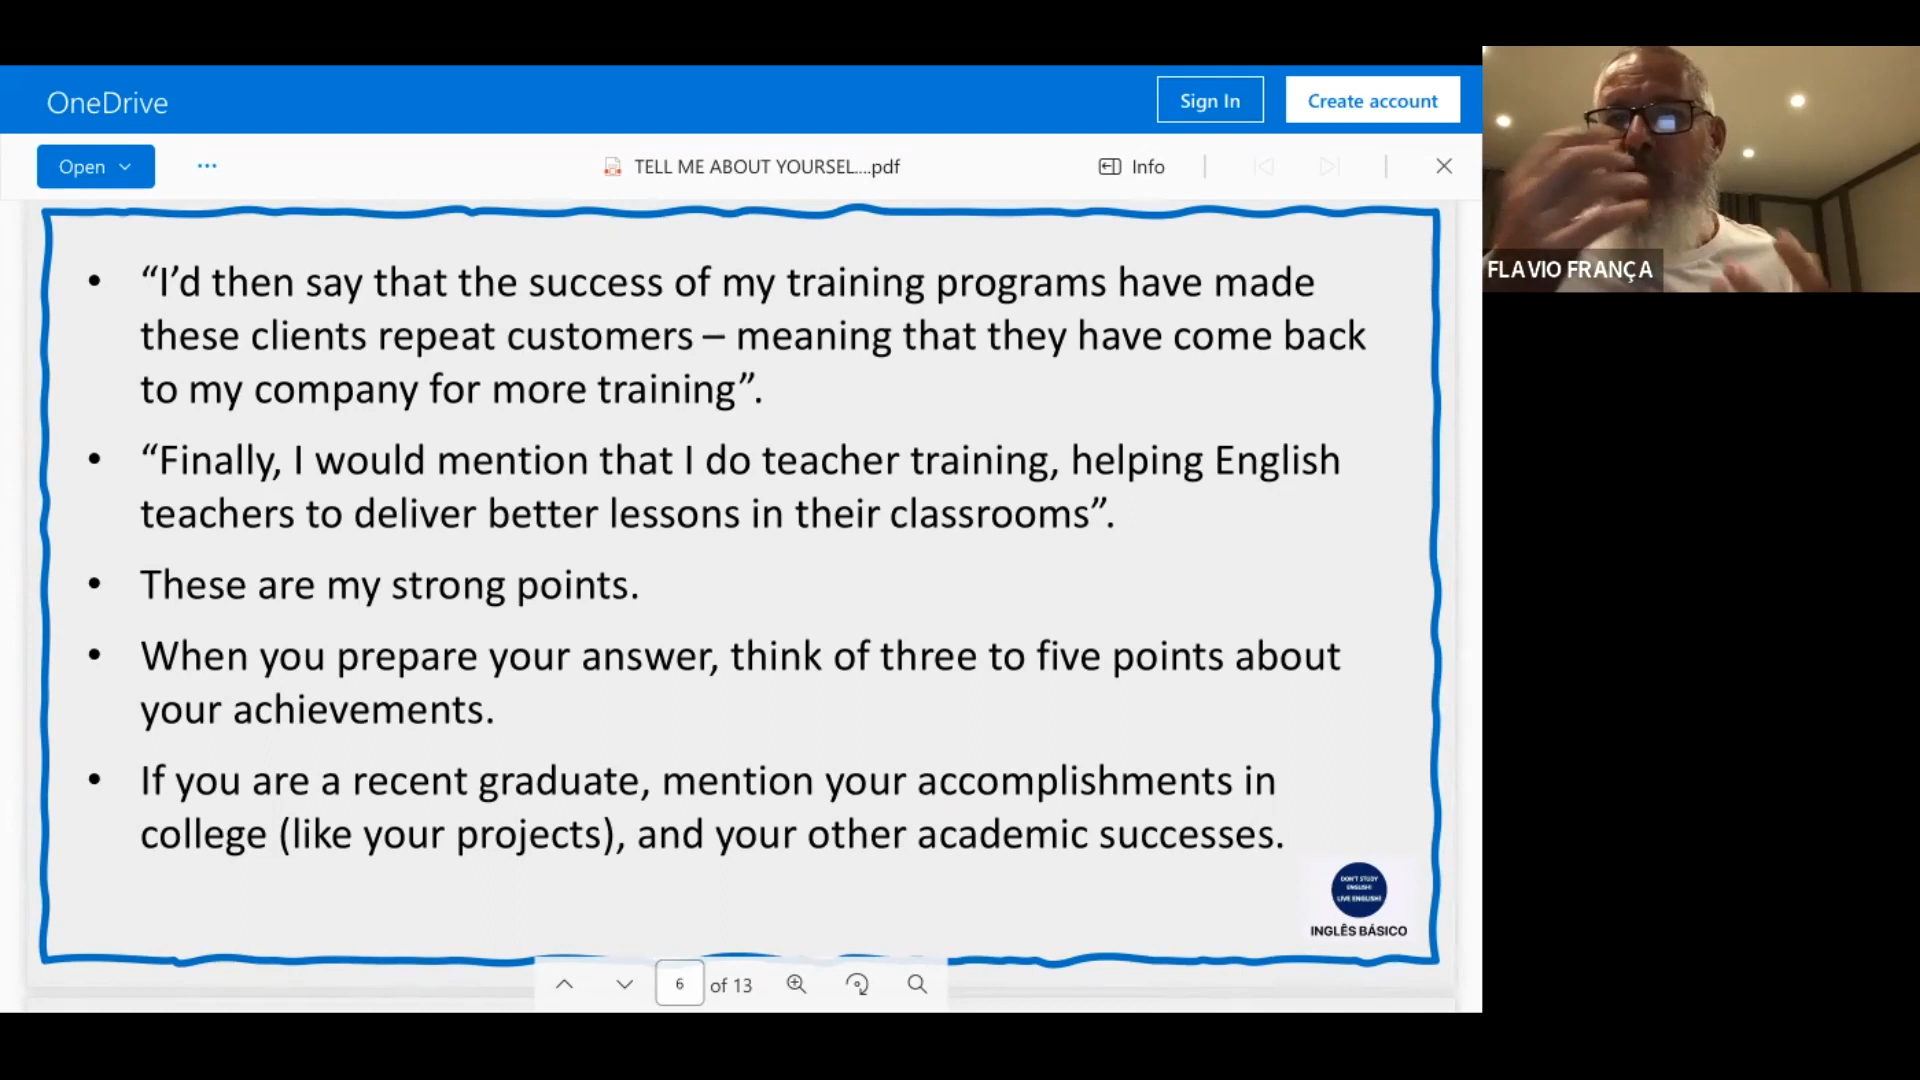 OneDrive
Sign In
Create account
Open
TELL ME ABOUT YOURSEL....pdf
Info
FLAVIO FRANÇA
• “I’d then say that the success of my training programs have made
these clients repeat customers – meaning that they have come back
to my company for more training”.
• “Finally, I would mention that I do teacher training, helping English
teachers to deliver better lessons in their classrooms”.
• These are my strong points.
• When you prepare your answer, think of three to five points about
your achievements.
• If you are a recent graduate, mention your accomplishments in
college (like your projects), and your other academic successes.
DON'T STUDY
ENGLISH!
LIVE ENGLISH!
INGLÊS BÁSICO
6 of 13